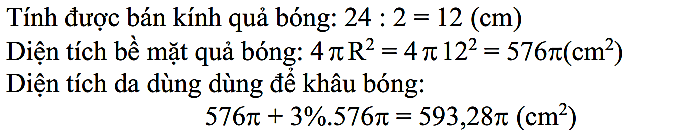 Tính được bán kính quả bóng: 24 : 2 = 12 (cm)
Diện tích bề mặt quả bóng: 4πR² = 4π12² = 576π(cm²)
Diện tích da dùng dùng để khâu bóng:
576π + 3%.576π = 593,28π (cm²)